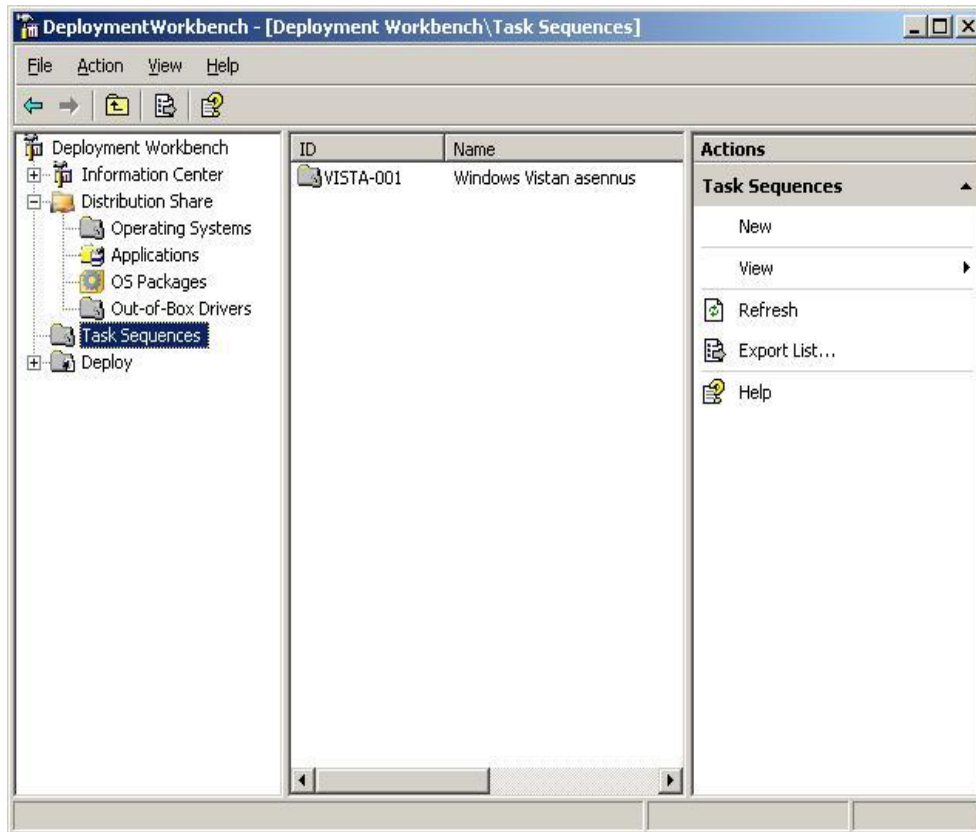 DeploymentWorkbench - [Deployment Workbench\Task Sequences]
File Action View Help
Deployment Workbench
Information Center
Distribution Share
Operating Systems
Applications
OS Packages
Out-of-Box Drivers
Task Sequences
Deploy
ID Name
VISTA-001 Windows Vistan asennus
Actions
Task Sequences
New
View
Refresh
Export List...
Help